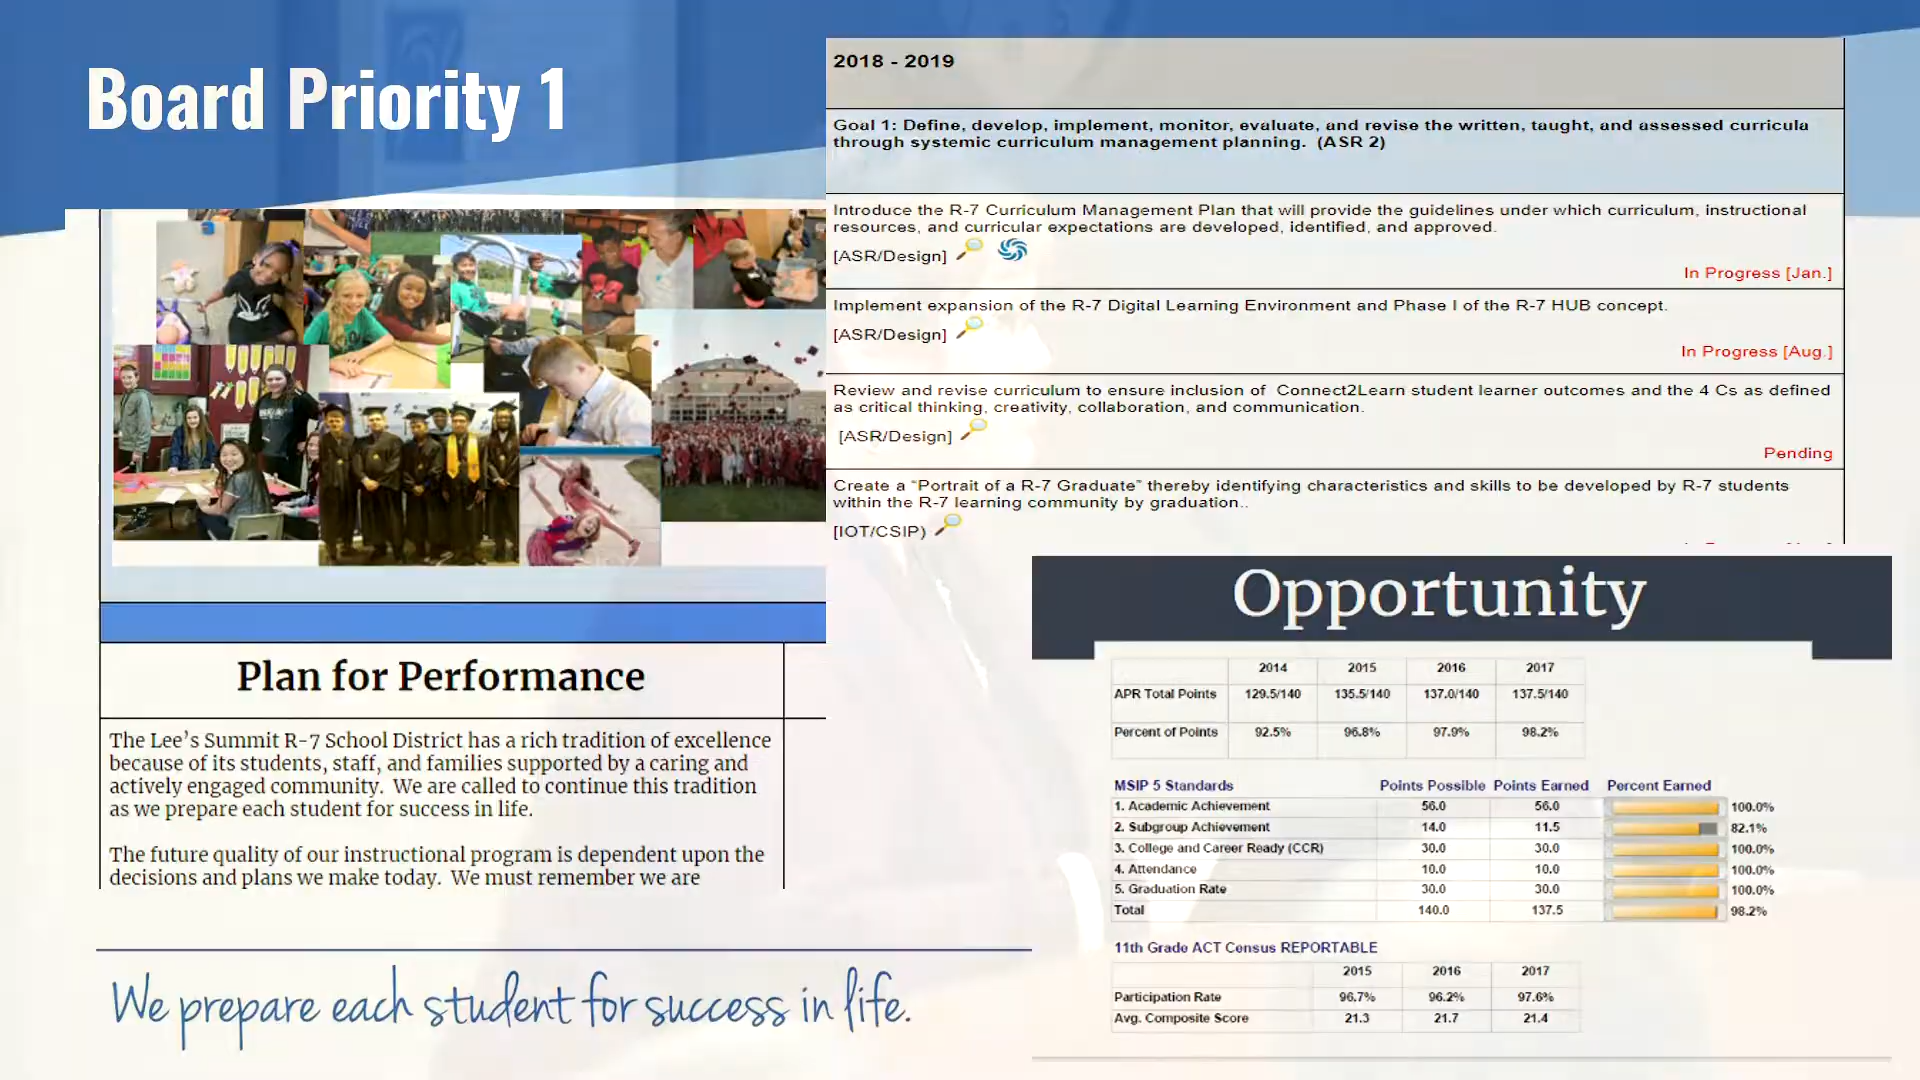 Board Priority 1
2018 - 2019
Goal 1: Define, develop, implement, monitor, evaluate, and revise the written, taught, and assessed curricula
through systemic curriculum management planning. (ASR 2)
Introduce the R-7 Curriculum Management Plan that will provide the guidelines under which curriculum, instructional
resources, and curricular expectations are developed, identified, and approved.
[ASR/Design]
In Progress [Jan.]
Implement expansion of the R-7 Digital Learning Environment and Phase I of the R-7 HUB concept.
[ASR/Design]
In Progress [Aug.]
Review and revise curriculum to ensure inclusion of Connect2Learn student learner outcomes and the 4 Cs as defined
as critical thinking, creativity, collaboration, and communication.
[ASR/Design]
Pending
Create a “Portrait of a R-7 Graduate” thereby identifying characteristics and skills to be developed by R-7 students
within the R-7 learning community by graduation..
[IOT/CSIP)
Plan for Performance
The Lee’s Summit R-7 School District has a rich tradition of excellence
because of its students, staff, and families supported by a caring and
actively engaged community. We are called to continue this tradition
as we prepare each student for success in life.
The future quality of our instructional program is dependent upon the
decisions and plans we make today. We must remember we are
Opportunity
2014 2015 2016 2017
APR Total Points 129.5/140 135.5/140 137.0/140 137.5/140
Percent of Points 92.5% 96.8% 97.9% 98.2%
MSIP 5 Standards Points Possible Points Earned Percent Earned
1. Academic Achievement 56.0 56.0 100.0%
2. Subgroup Achievement 14.0 11.5 82.1%
3. College and Career Ready (CCR) 30.0 30.0 100.0%
4. Attendance 10.0 10.0 100.0%
5. Graduation Rate 30.0 30.0 100.0%
Total 140.0 137.5 98.2%
11th Grade ACT Census REPORTABLE
2015 2016 2017
Participation Rate 96.7% 96.2% 97.6%
Avg. Composite Score 21.3 21.7 21.4
We prepare each student for success in life.